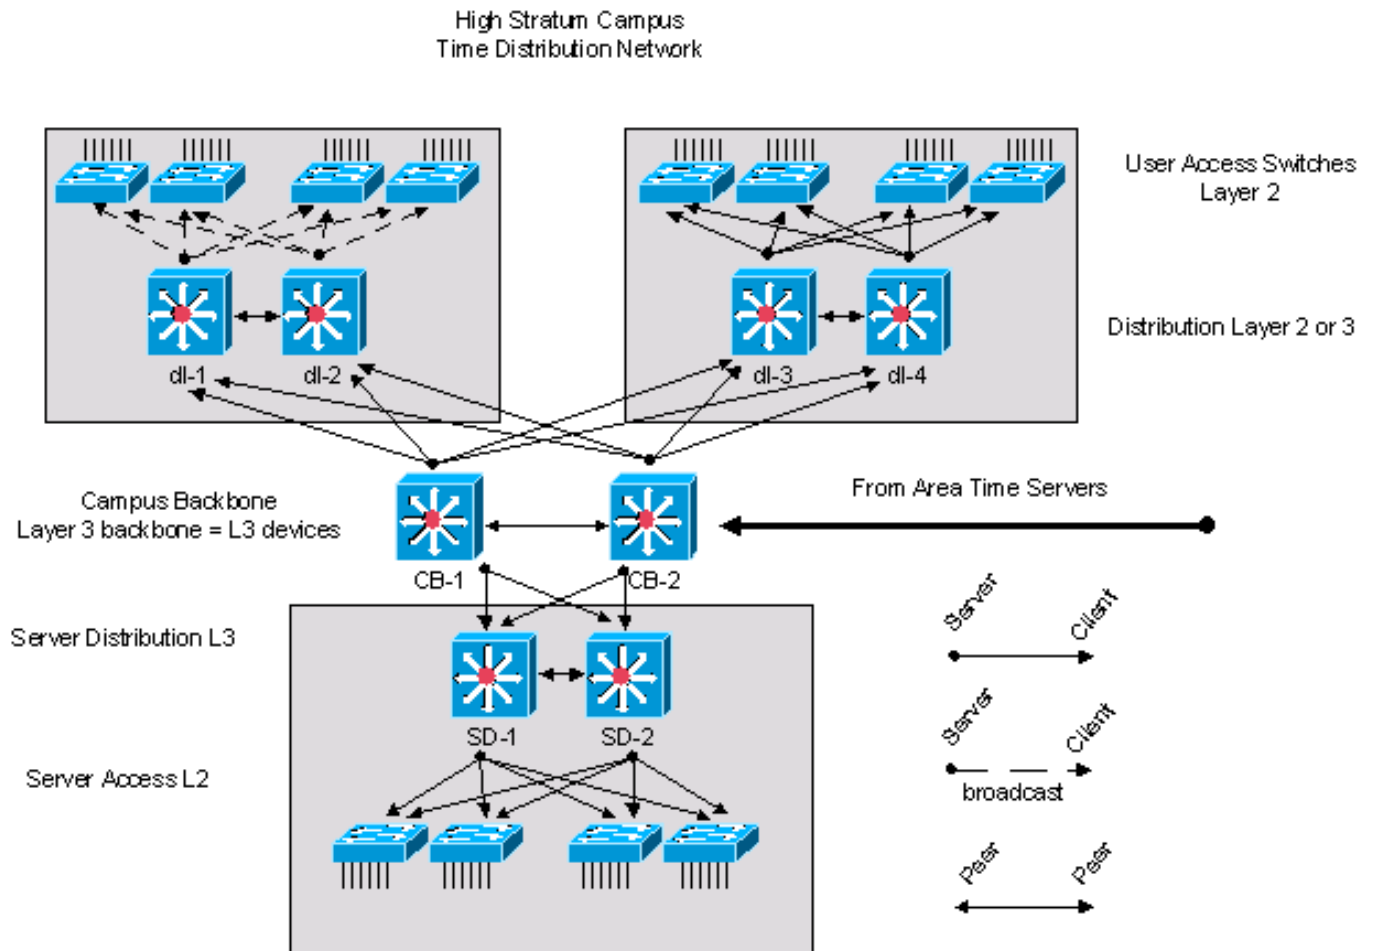 High Stratum Campus
Time Distribution Network
User Access Switches
Layer 2
dl-1
dl-2
dl-3
dl-4
Distribution Layer 2 or 3
Campus Backbone
Layer 3 backbone = L3 devices
From Area Time Servers
CB-1
CB-2
Server Distribution L3
Server
Client
SD-1
SD-2
Server
Client
broadcast
Server Access L2
Peer
Peer